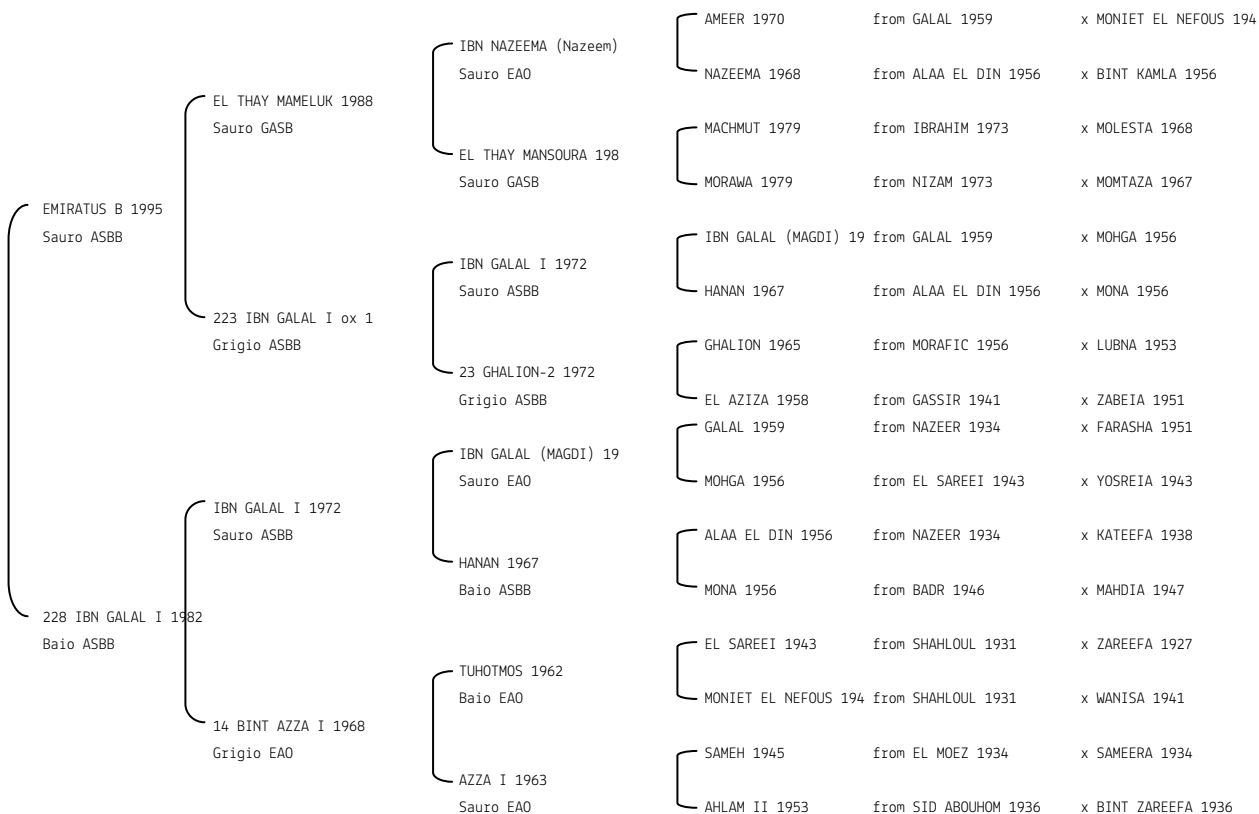 AMEER 1970 from GALAL 1959 x MONIET EL NEFOUS 194
IBN NAZEEMA (Nazeem)
Sauro EAO
NAZEEMA 1968 from ALAA EL DIN 1956 x BINT KAMLA 1956
EL THAY MAMELUK 1988
Sauro GASB
MACHMUT 1979 from IBRAHIM 1973 x MOLESTA 1968
EL THAY MANSOURA 198
Sauro GASB
MORAWA 1979 from NIZAM 1973 x MOMTAZA 1967
EMIRATUS B 1995
Sauro ASBB
IBN GALAL (MAGDI) 19 from GALAL 1959 x MOHGA 1956
IBN GALAL I 1972
Sauro ASBB
HANAN 1967 from ALAA EL DIN 1956 x MONA 1956
223 IBN GALAL I ox 1
Grigio ASBB
GHALION 1965 from MORAFIC 1956 x LUBNA 1953
23 GHALION-2 1972
Grigio ASBB
EL AZIZA 1958 from GASSIR 1941 x ZABEIA 1951
GALAL 1959 from NAZEER 1934 x FARASHA 1951
IBN GALAL (MAGDI) 19
Sauro EAO
MOHGA 1956 from EL SAREEI 1943 x YOSREIA 1943
IBN GALAL I 1972
Sauro ASBB
ALAA EL DIN 1956 from NAZEER 1934 x KATEEFA 1938
HANAN 1967
Baio ASBB
MONA 1956 from BADR 1946 x MAHDIA 1947
228 IBN GALAL I 1982
Baio ASBB
EL SAREEI 1943 from SHAHLOUL 1931 x ZAREEFA 1927
TUHOTMOS 1962
Baio EAO
MONIET EL NEFOUS 194 from SHAHLOUL 1931 x WANISA 1941
14 BINT AZZA I 1968
Grigio EAO
SAMEH 1945 from EL MOEZ 1934 x SAMEERA 1934
AZZA I 1963
Sauro EAO
AHLAM II 1953 from SID ABOUHOM 1936 x BINT ZAREEFA 1936